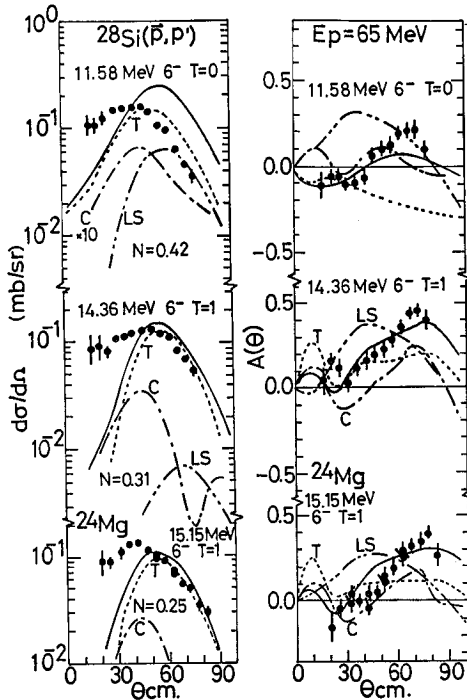 28Si(p⃗,p')
11.58 MeV 6⁻ T=0
10⁰
10⁻¹
10⁻²
T
C
×10
LS
N=0.42
dσ/dΩ (mb/sr)
14.36 MeV 6⁻ T=1
10⁻¹
10⁻²
10⁻³
T
C
LS
N=0.31
24Mg
15.15 MeV
6⁻ T=1
10⁻¹
10⁻²
T
N=0.25
C
0 30 60 90
θcm.
Ep=65 MeV
11.58 MeV 6⁻ T=0
0.5
0.0
-0.5
A(θ)
14.36 MeV 6⁻ T=1
0.5
0.0
-0.5
T
LS
C
24Mg
15.15 MeV
6⁻ T=1
0.5
0.0
T
LS
C
0 30 60 90
θcm.